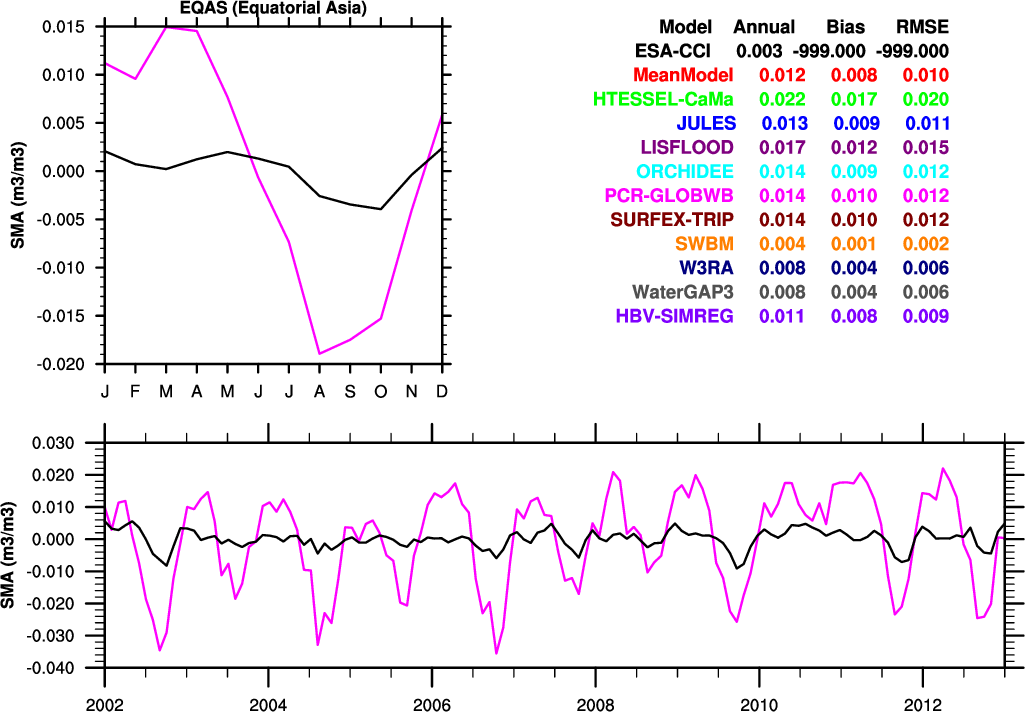 EQAS (Equatorial Asia)
0.015
0.010
0.005
0.000
-0.005
-0.010
-0.015
-0.020
SMA (m3/m3)
J F M A M J J A S O N D
Model Annual Bias RMSE
ESA-CCI 0.003 -999.000 -999.000
MeanModel 0.012 0.008 0.010
HTESSEL-CaMa 0.022 0.017 0.020
JULES 0.013 0.009 0.011
LISFLOOD 0.017 0.012 0.015
ORCHIDEE 0.014 0.009 0.012
PCR-GLOBWB 0.014 0.010 0.012
SURFEX-TRIP 0.014 0.010 0.012
SWBM 0.004 0.001 0.002
W3RA 0.008 0.004 0.006
WaterGAP3 0.008 0.004 0.006
HBV-SIMREG 0.011 0.008 0.009
0.030
0.020
0.010
0.000
-0.010
-0.020
-0.030
-0.040
SMA (m3/m3)
2002 2004 2006 2008 2010 2012